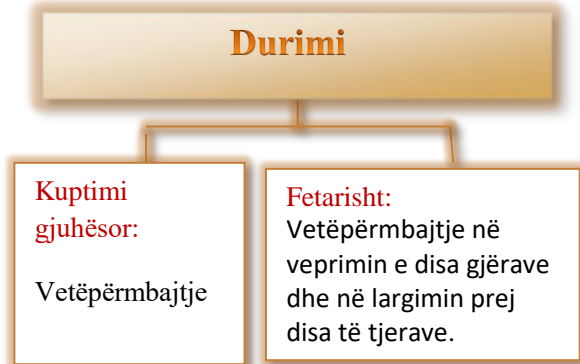 Durimi
Kuptimi
gjuhësor:
Vetëpërmbajtje
Fetarisht:
Vetëpërmbajtje në
veprimin e disa gjërave
dhe në largimin prej
disa të tjerave.